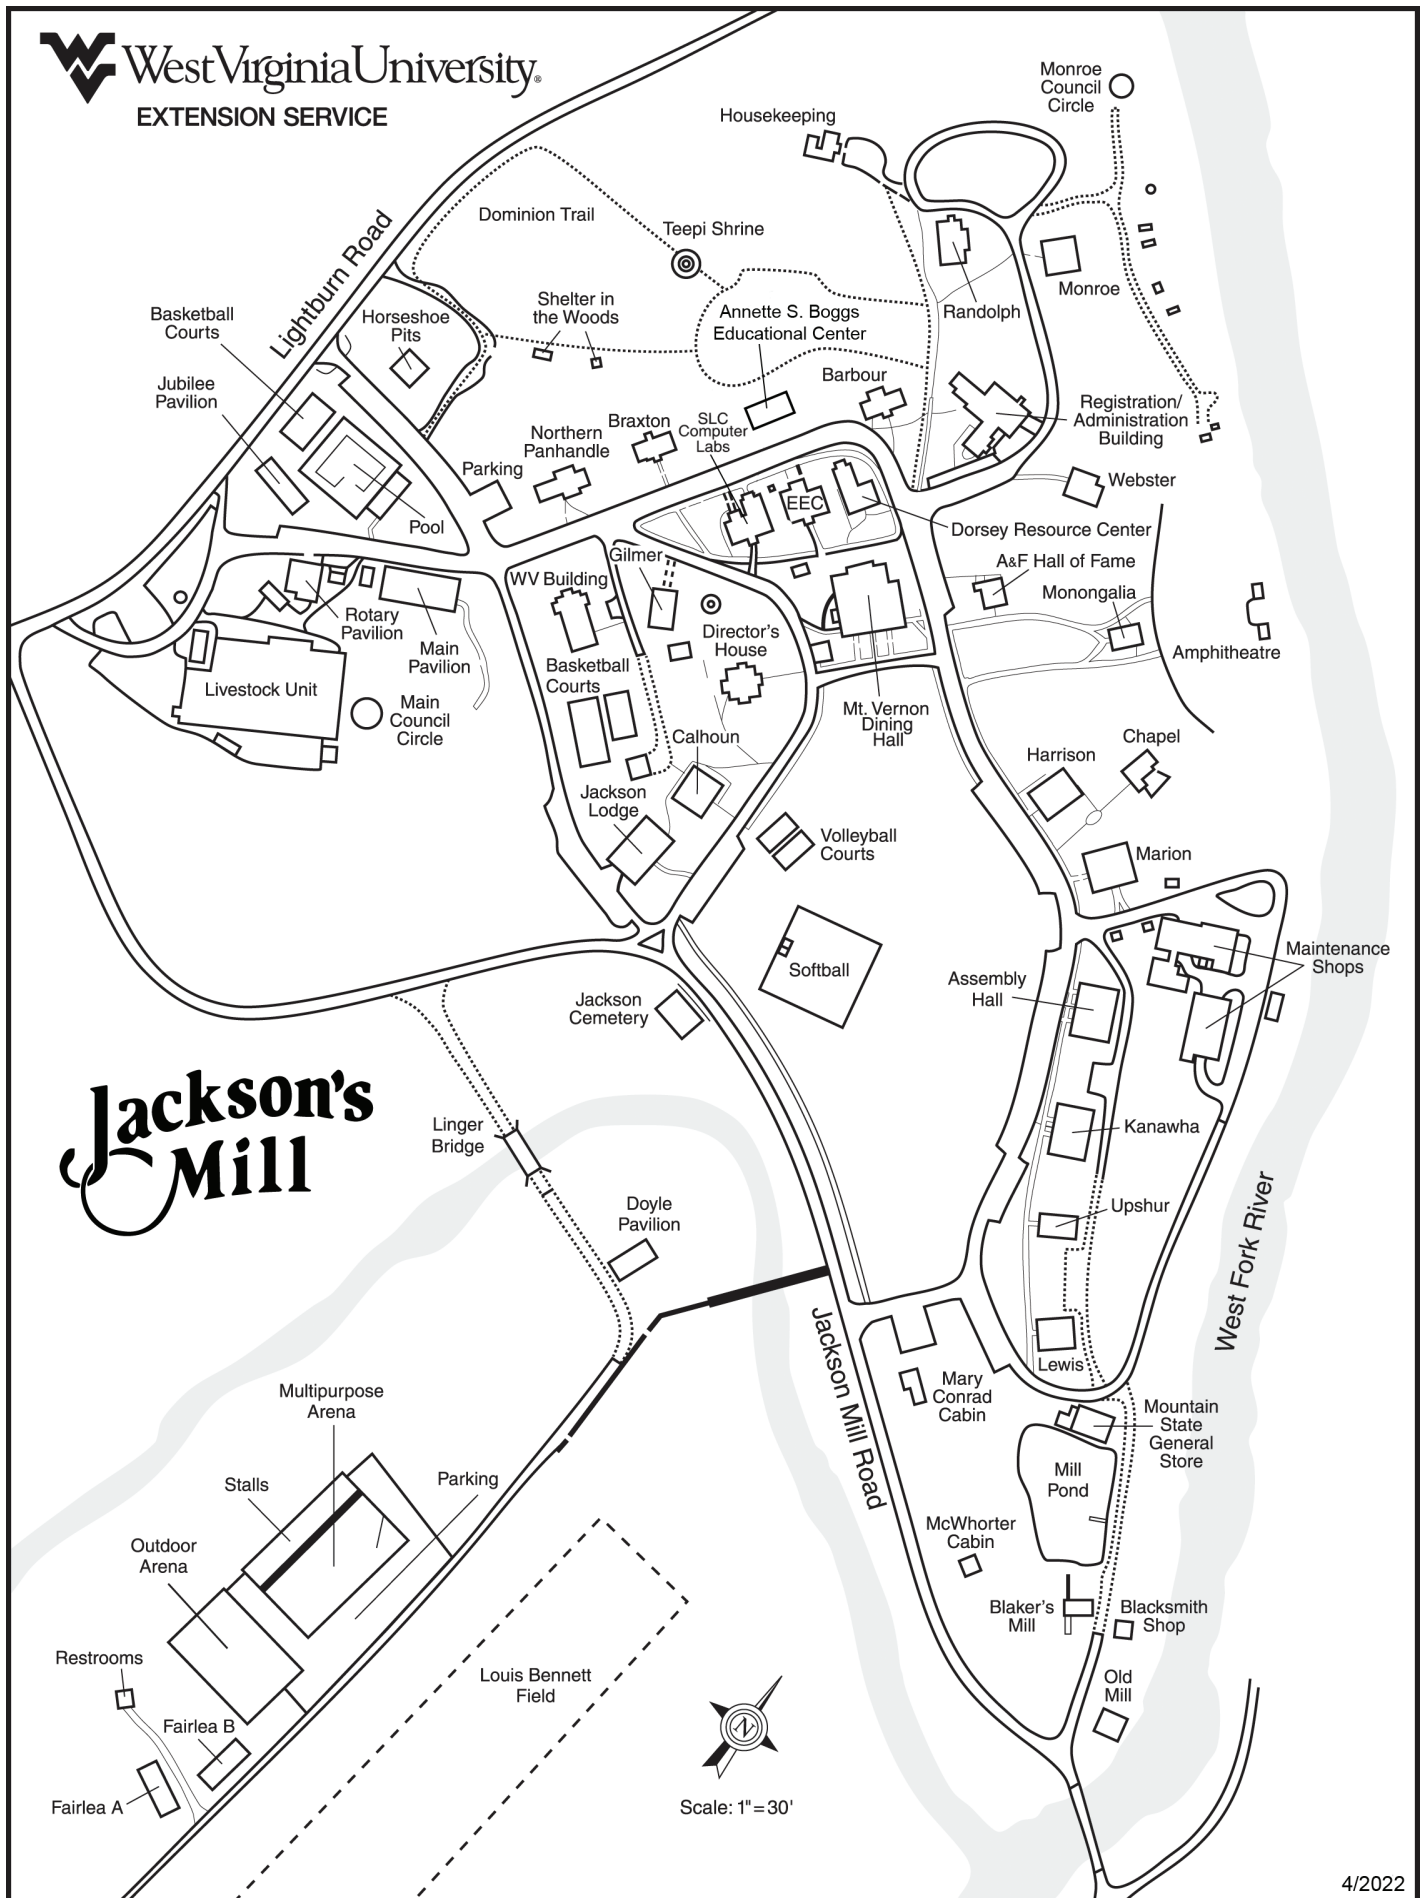 West Virginia University®
EXTENSION SERVICE
Monroe
Council
Circle
Housekeeping
Dominion Trail
Teepi Shrine
Lightburn Road
Basketball
Courts
Horseshoe
Pits
Shelter in
the Woods
Annette S. Boggs
Educational Center
Randolph
Monroe
Jubilee
Pavilion
Barbour
Braxton
SLC
Computer
Labs
Northern
Panhandle
Registration/
Administration
Building
Parking
Webster
Pool
EEC
Dorsey Resource Center
Gilmer
A&F Hall of Fame
WV Building
Monongalia
Rotary
Pavilion
Main
Pavilion
Director's
House
Amphitheatre
Basketball
Courts
Livestock Unit
Main
Council
Circle
Mt. Vernon
Dining
Hall
Calhoun
Harrison
Chapel
Jackson
Lodge
Volleyball
Courts
Marion
Maintenance
Shops
Softball
Assembly
Hall
Jackson
Cemetery
Jackson's
Mill
Linger
Bridge
Kanawha
Doyle
Pavilion
Upshur
West Fork River
Jackson Mill Road
Lewis
Mary
Conrad
Cabin
Multipurpose
Arena
Mountain
State
General
Store
Stalls
Parking
Mill
Pond
Outdoor
Arena
McWhorter
Cabin
Blaker's
Mill
Blacksmith
Shop
Restrooms
Louis Bennett
Field
Old
Mill
Fairlea B
N
Fairlea A
Scale: 1"=30'
4/2022